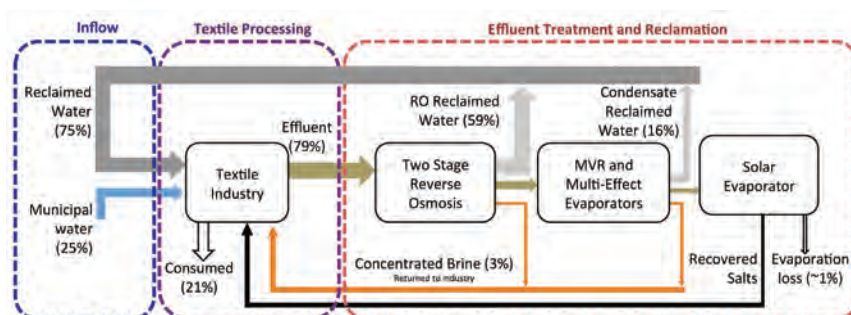 Inflow
Textile Processing
Effluent Treatment and Reclamation
Reclaimed
Water
(75%)
Municipal
water
(25%)
Textile
Industry
Consumed
(21%)
Effluent
(79%)
Two Stage
Reverse
Osmosis
RO Reclaimed
Water (59%)
MVR and
Multi-Effect
Evaporators
Condensate
Reclaimed
Water (16%)
Solar
Evaporator
Concentrated Brine (3%)
Returned to industry
Recovered
Salts
Evaporation
loss (~1%)